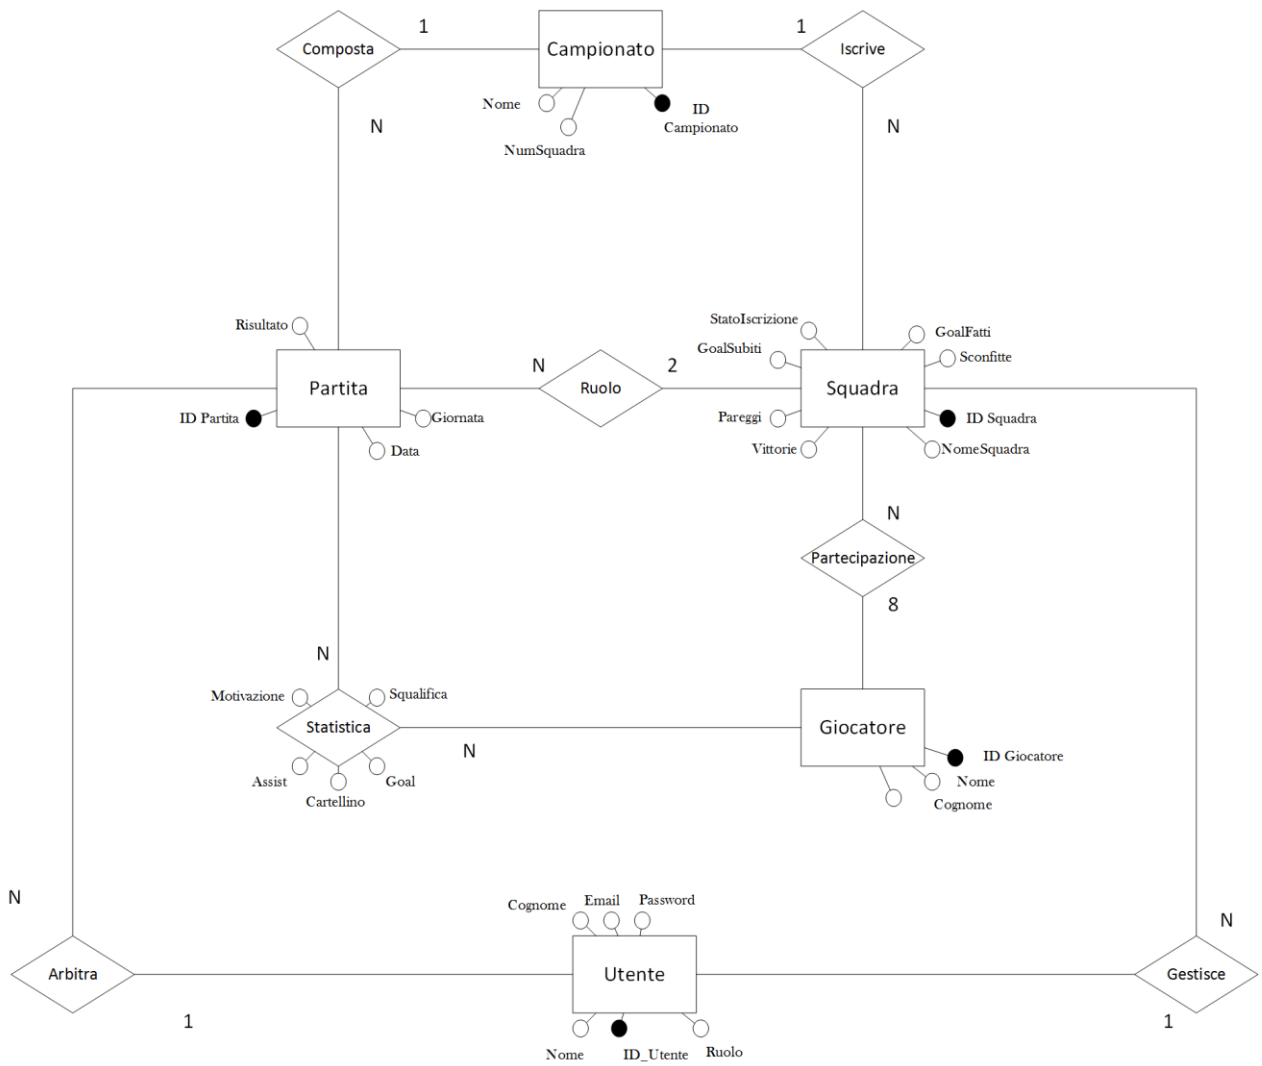 1
1
Composta
Campionato
Iscrive
Nome
ID
Campionato
NumSquadra
N
N
Risultato
StatoIscrizione
GoalFatti
GoalSubiti
Sconfitte
N
2
Partita
Ruolo
Squadra
ID Partita
Giornata
Pareggi
ID Squadra
Data
Vittorie
NomeSquadra
N
Partecipazione
8
N
Motivazione
Squalifica
Statistica
Giocatore
N
ID Giocatore
Assist
Goal
Nome
Cartellino
Cognome
N
Cognome
Email
Password
N
Arbitra
Utente
Gestisce
1
1
Nome
ID_Utente
Ruolo